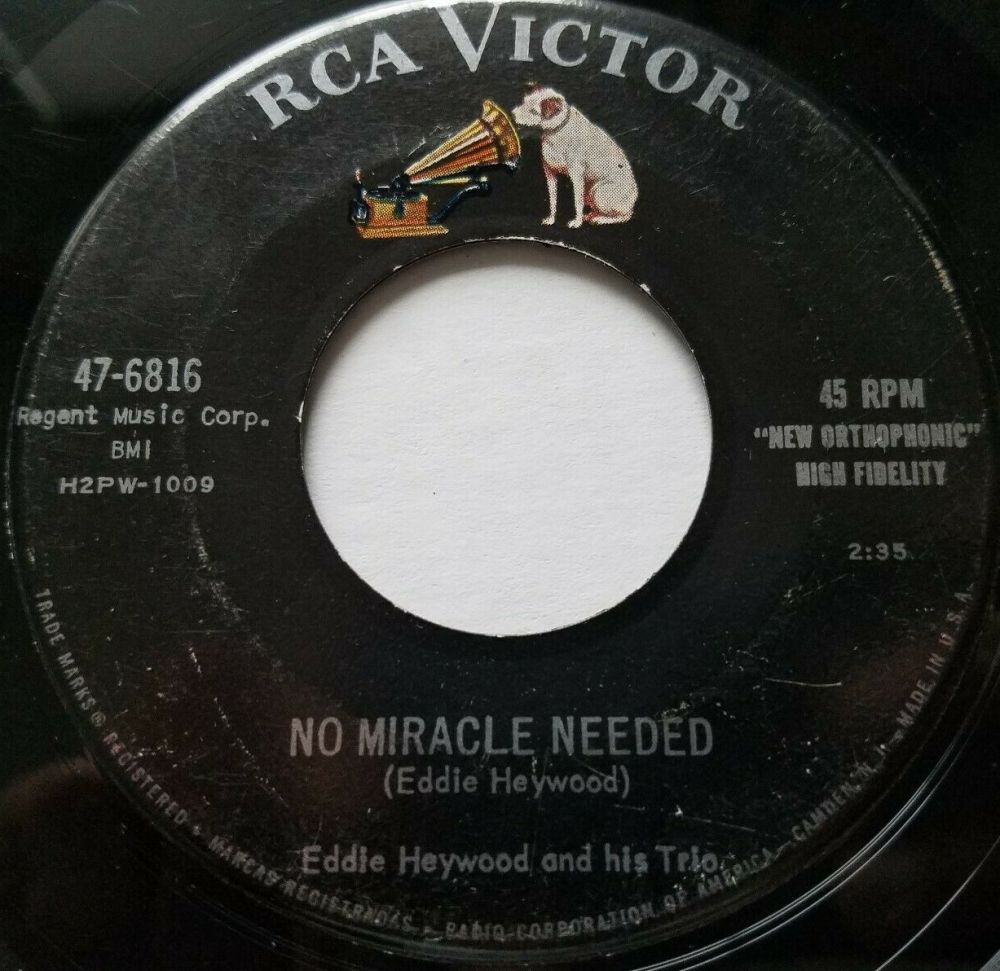 RCA VICTOR
47-6816
Regent Music Corp.
BMI
H2PW-1009
45 RPM
"NEW ORTHOPHONIC"
HIGH FIDELITY
2:35
NO MIRACLE NEEDED
(Eddie Heywood)
Eddie Heywood and his Trio
TRADE MARKS ® REGISTERED • MARCAS REGISTRADAS • RADIO CORPORATION OF AMERICA—CAMDEN, N.J.—MADE IN U.S.A.